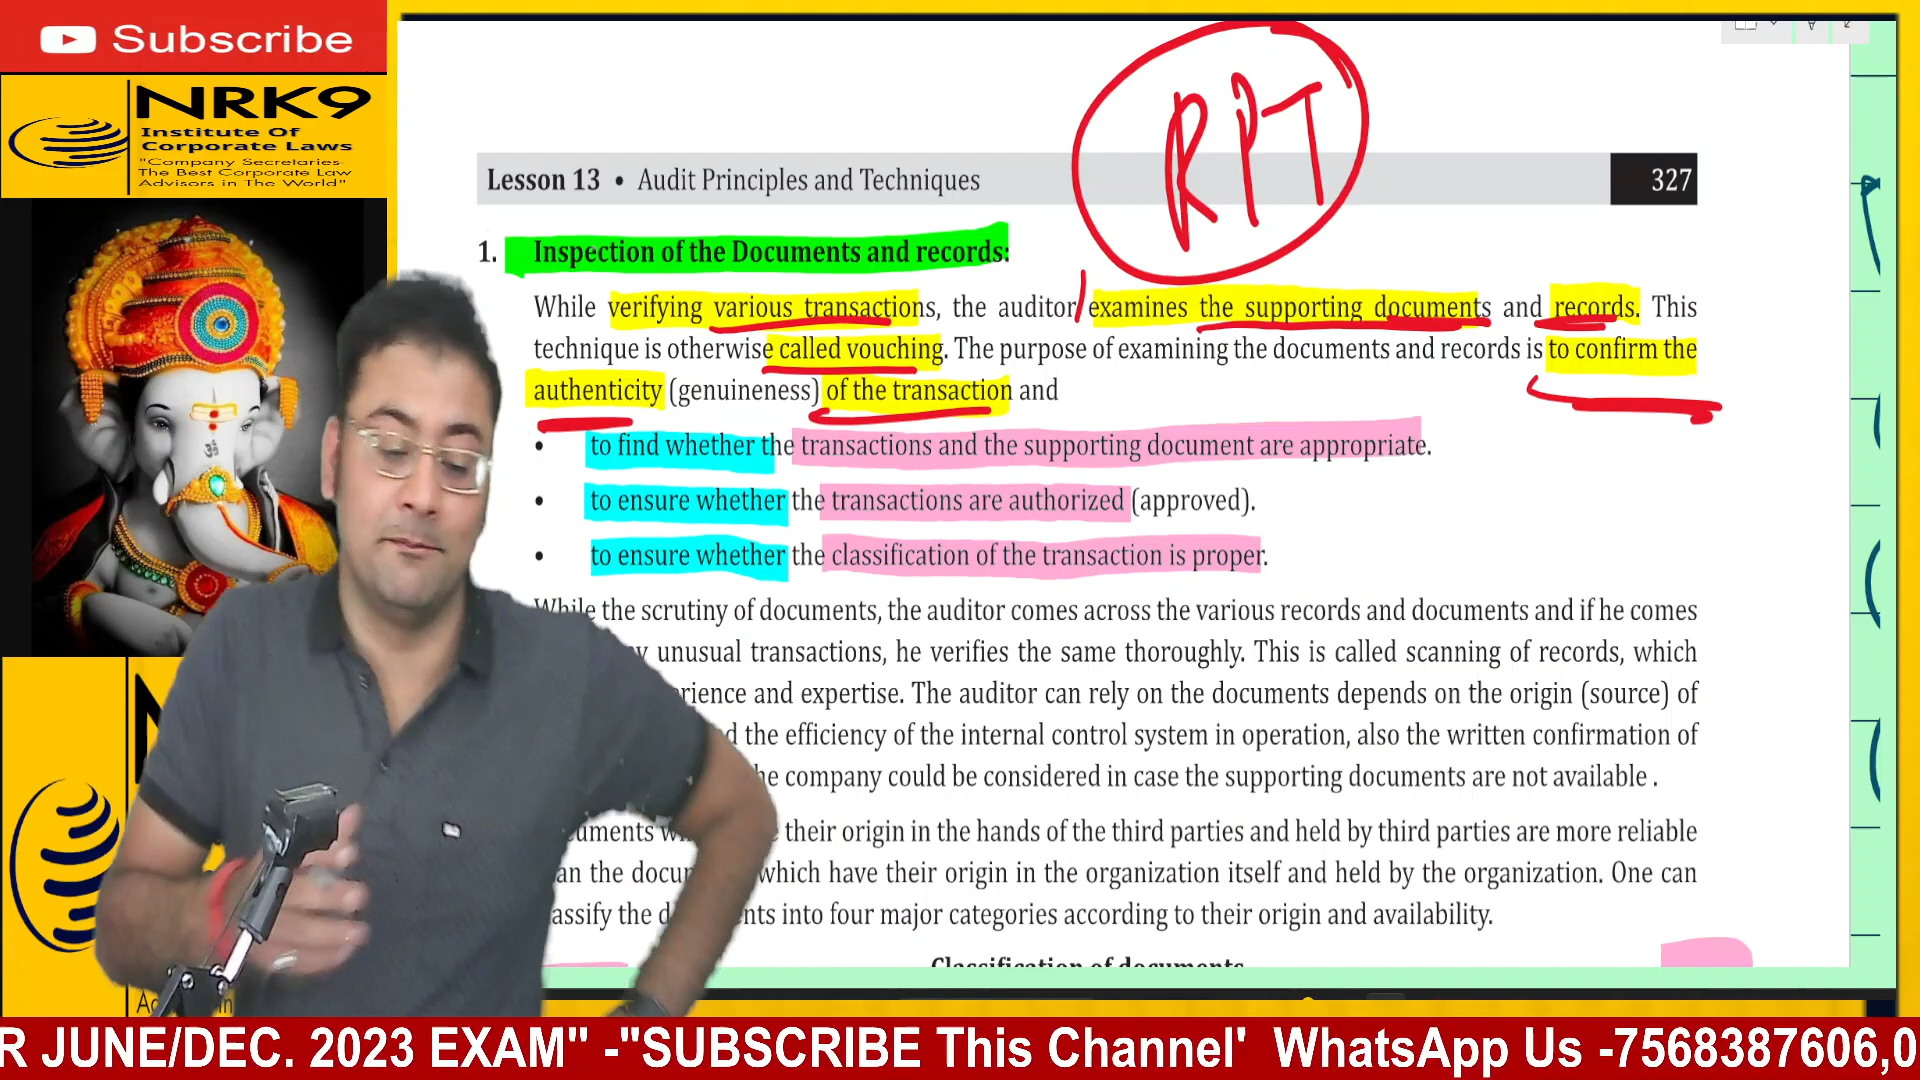 Subscribe
NRK9
Institute Of
Corporate Laws
"Company Secretaries-
The Best Corporate Law
Advisors in The World"
RPT
Lesson 13 • Audit Principles and Techniques
327
1. Inspection of the Documents and records:
While verifying various transactions, the auditor examines the supporting documents and records. This
technique is otherwise called vouching. The purpose of examining the documents and records is to confirm the
authenticity (genuineness) of the transaction and
• to find whether the transactions and the supporting document are appropriate.
• to ensure whether the transactions are authorized (approved).
• to ensure whether the classification of the transaction is proper.
While the scrutiny of documents, the auditor comes across the various records and documents and if he comes
unusual transactions, he verifies the same thoroughly. This is called scanning of records, which
and expertise. The auditor can rely on the documents depends on the origin (source) of
the efficiency of the internal control system in operation, also the written confirmation of
company could be considered in case the supporting documents are not available .
their origin in the hands of the third parties and held by third parties are more reliable
the which have their origin in the organization itself and held by the organization. One can
the into four major categories according to their origin and availability.
Classification of documents
R JUNE/DEC. 2023 EXAM" -"SUBSCRIBE This Channel' WhatsApp Us -7568387606,0